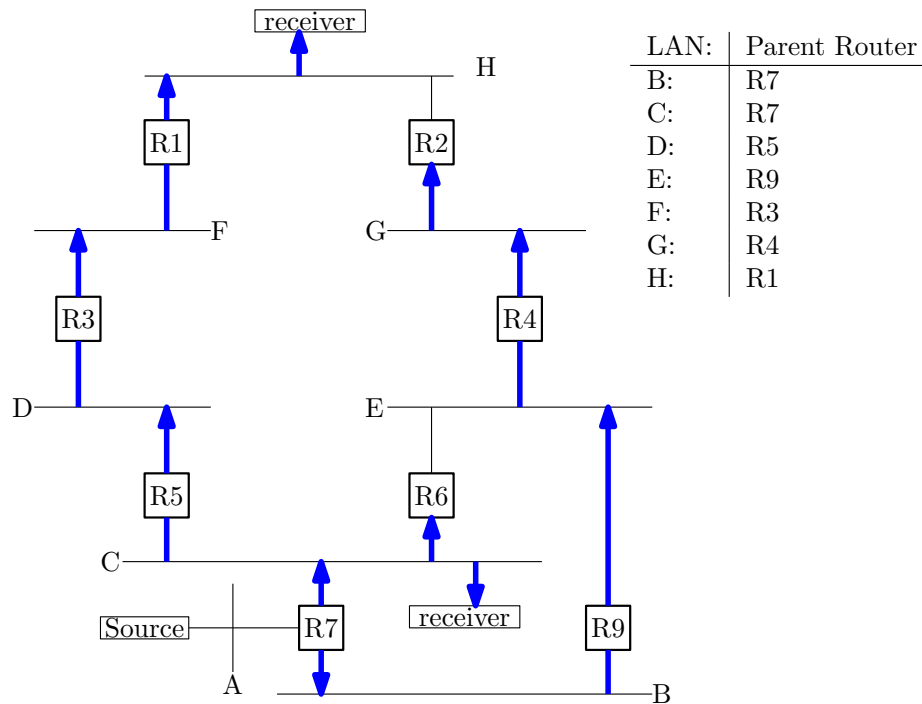 receiver
H
R1
R2
F
G
R3
R4
D
E
R5
R6
C
Source
R7
receiver
R9
A
B
LAN: Parent Router
B: R7
C: R7
D: R5
E: R9
F: R3
G: R4
H: R1